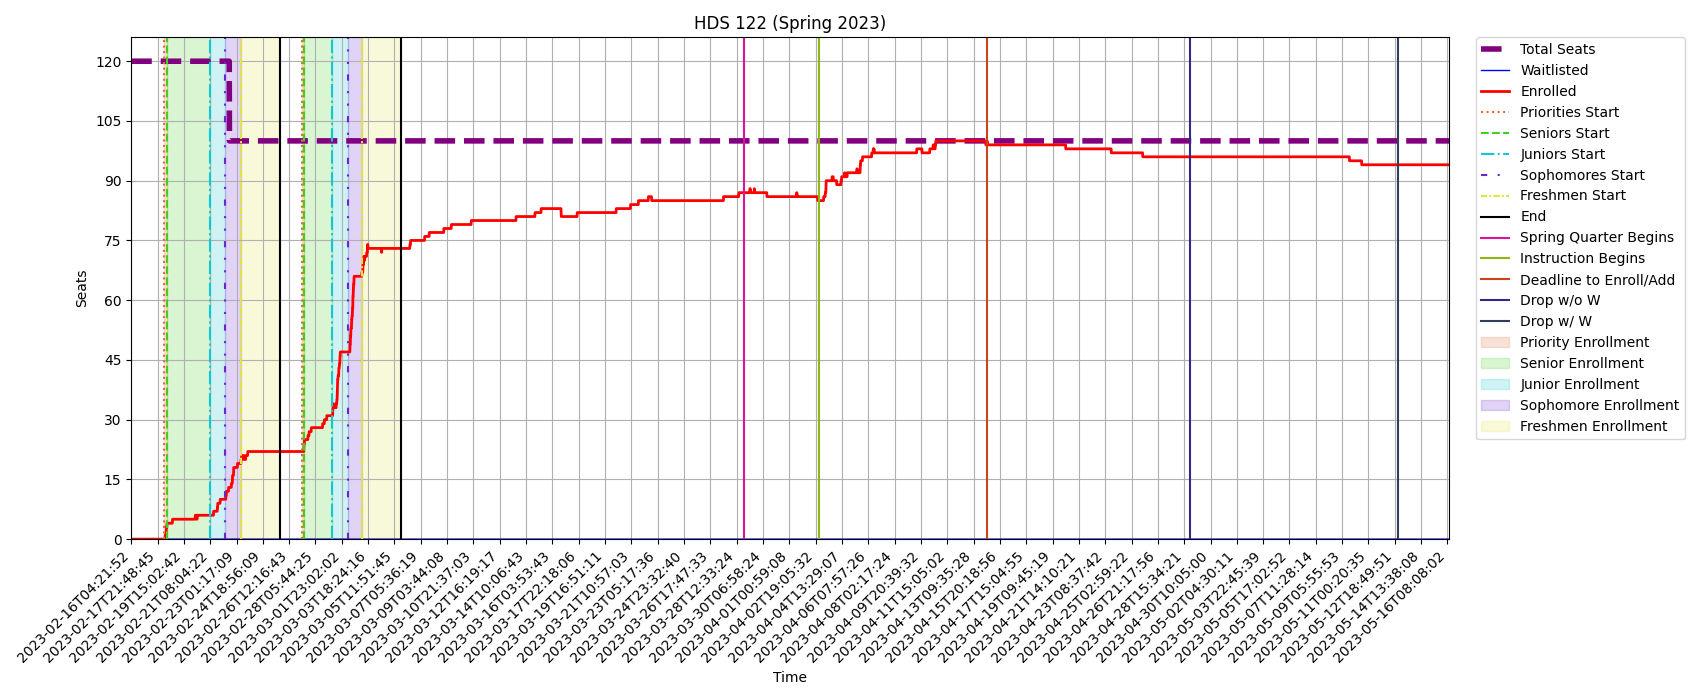 HDS 122 (Spring 2023)
Seats
120
105
90
75
60
45
30
15
0
2023-02-16T04:21:52
2023-02-17T21:48:45
2023-02-19T15:02:42
2023-02-21T08:04:22
2023-02-23T01:17:09
2023-02-24T18:56:09
2023-02-26T12:16:43
2023-02-28T05:44:25
2023-03-01T23:02:02
2023-03-03T18:24:16
2023-03-05T11:51:45
2023-03-07T05:36:19
2023-03-09T03:44:08
2023-03-10T21:37:03
2023-03-12T16:19:17
2023-03-14T10:06:43
2023-03-16T03:53:43
2023-03-17T22:18:06
2023-03-19T16:51:11
2023-03-21T10:57:03
2023-03-23T05:17:36
2023-03-24T23:32:40
2023-03-26T17:47:33
2023-03-28T12:33:24
2023-03-30T06:58:24
2023-04-01T00:59:08
2023-04-02T19:05:32
2023-04-04T13:29:07
2023-04-06T07:57:26
2023-04-08T02:17:24
2023-04-09T20:39:32
2023-04-11T15:05:02
2023-04-13T09:35:28
2023-04-15T20:18:56
2023-04-17T15:04:55
2023-04-19T09:45:19
2023-04-21T14:10:21
2023-04-23T08:37:42
2023-04-25T02:59:22
2023-04-26T21:17:56
2023-04-28T15:34:21
2023-04-30T10:05:00
2023-05-02T04:30:11
2023-05-03T22:45:39
2023-05-05T17:02:52
2023-05-07T11:28:14
2023-05-09T05:55:53
2023-05-11T00:20:35
2023-05-12T18:49:51
2023-05-14T13:38:08
2023-05-16T08:08:02
Time
Total Seats
Waitlisted
Enrolled
Priorities Start
Seniors Start
Juniors Start
Sophomores Start
Freshmen Start
End
Spring Quarter Begins
Instruction Begins
Deadline to Enroll/Add
Drop w/o W
Drop w/ W
Priority Enrollment
Senior Enrollment
Junior Enrollment
Sophomore Enrollment
Freshmen Enrollment